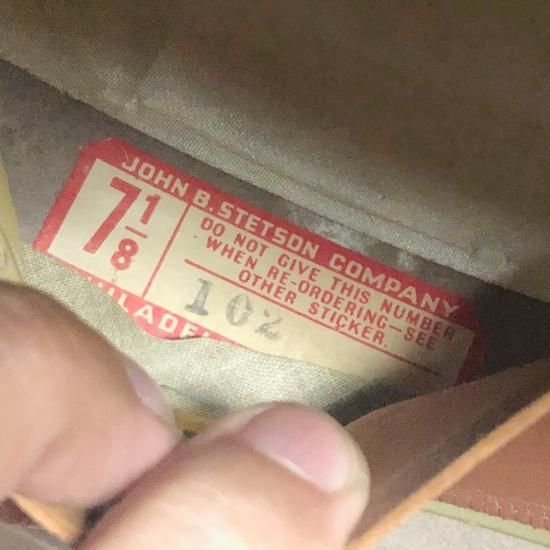 JOHN B. STETSON COMPANY
7 1/8
DO NOT GIVE THIS NUMBER
WHEN RE-ORDERING—SEE
OTHER STICKER.
102